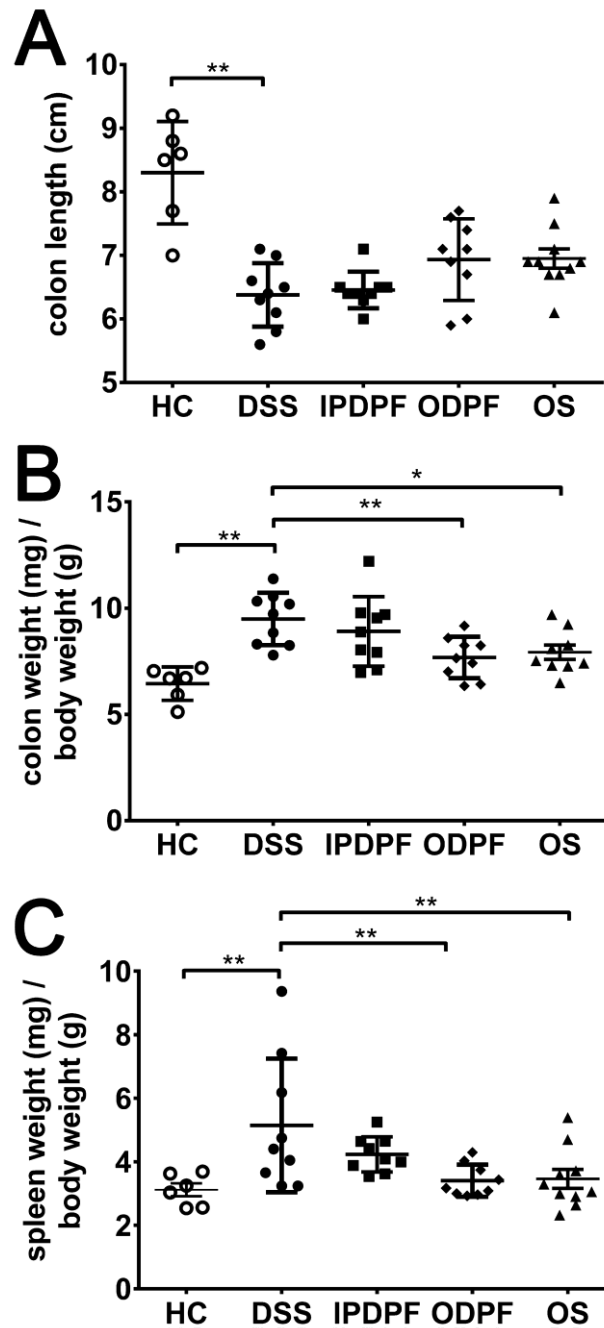 A
colon length (cm)
10
9
8
7
6
5
**
HC DSS IPDPF ODPF OS
B
colon weight (mg) /
body weight (g)
15
10
5
0
*
**
**
HC DSS IPDPF ODPF OS
C
spleen weight (mg) /
body weight (g)
10
8
6
4
2
0
**
**
**
HC DSS IPDPF ODPF OS